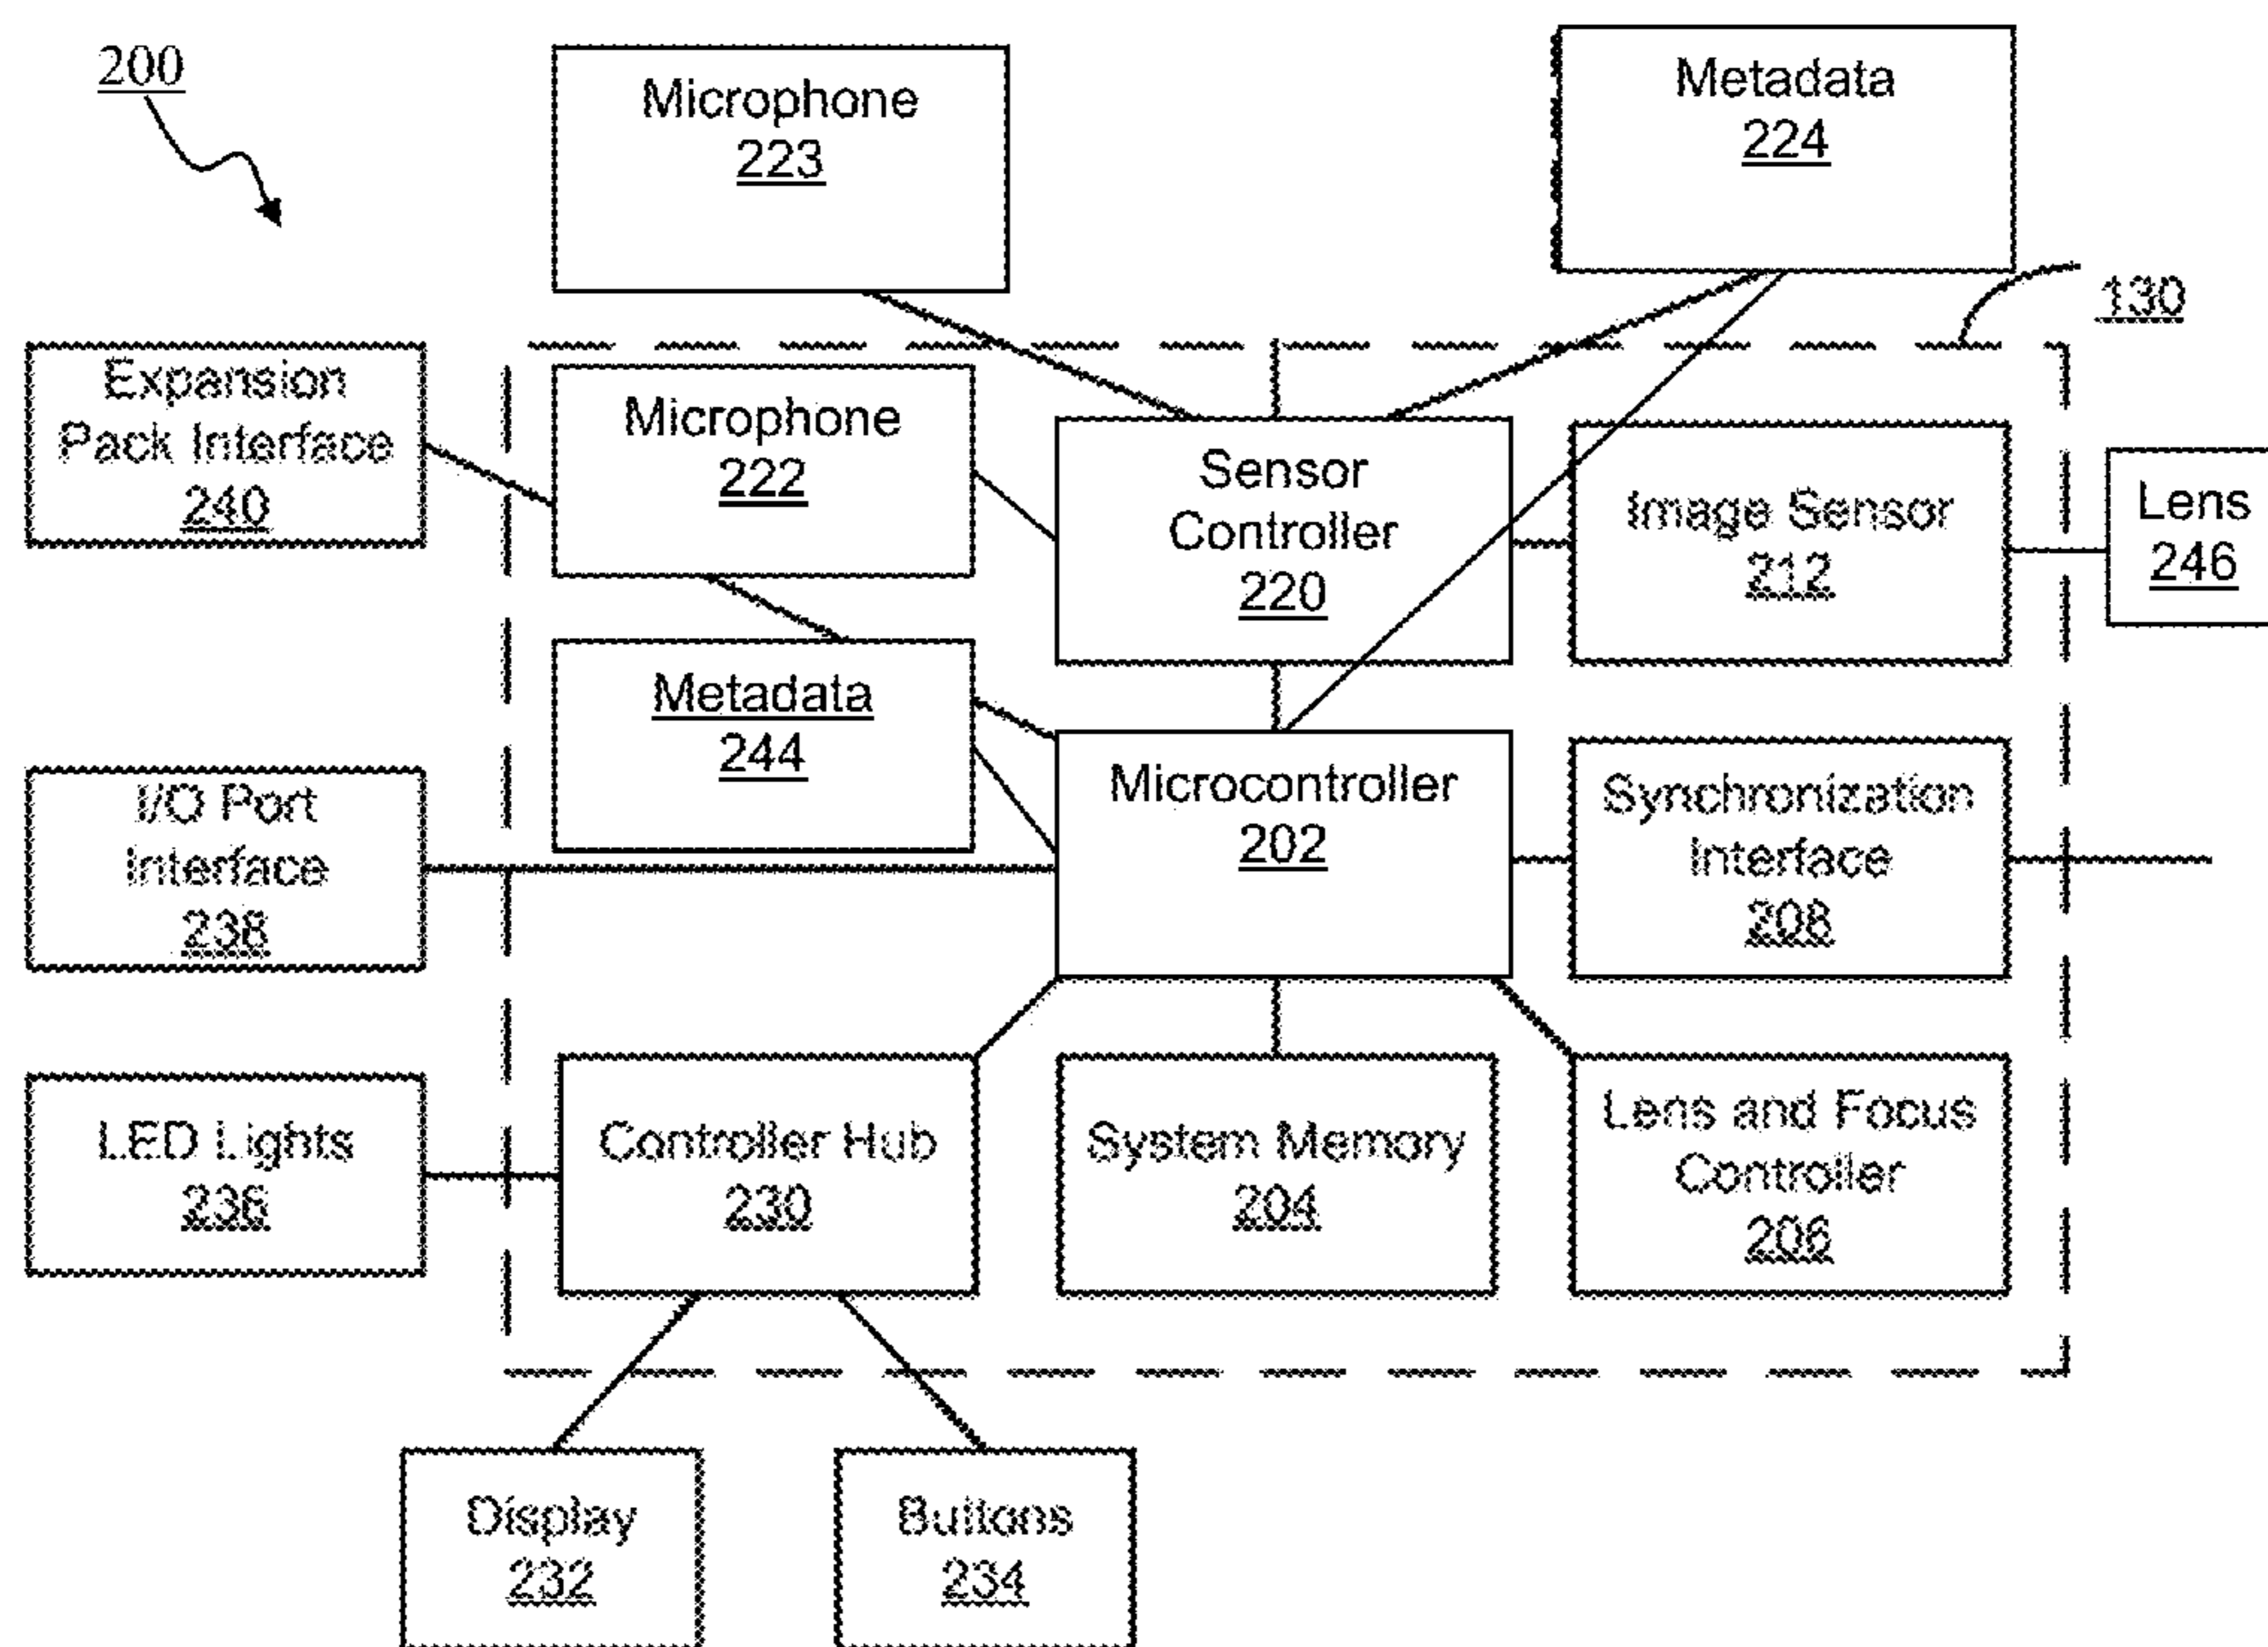 200
Microphone
223
Metadata
224
130
Expansion
Pack Interface
240
Microphone
222
Sensor
Controller
220
Image Sensor
212
Lens
246
Metadata
244
I/O Port
Interface
238
Microcontroller
202
Synchronization
Interface
208
LED Lights
236
Controller Hub
230
System Memory
204
Lens and Focus
Controller
206
Display
232
Buttons
234